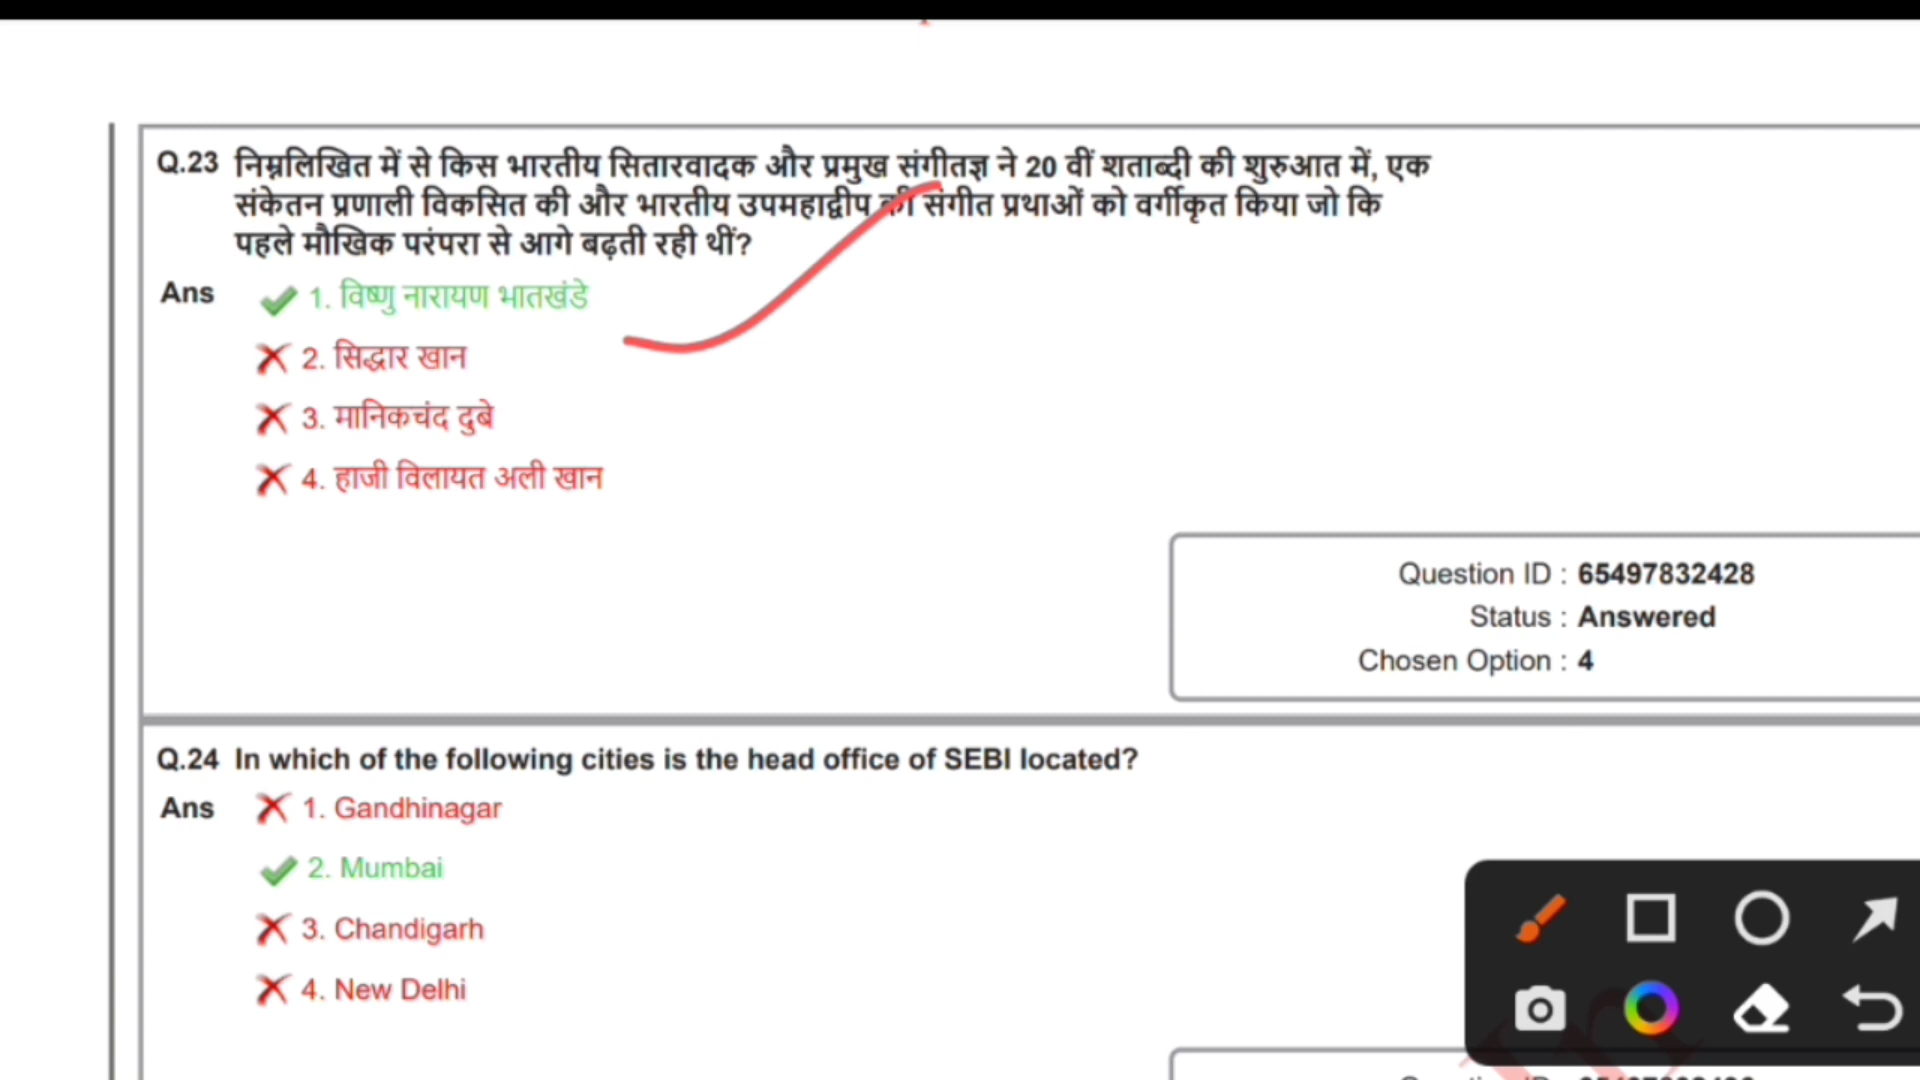 Q.23 निम्नलिखित में से किस भारतीय सितारवादक और प्रमुख संगीतज्ञ ने 20 वीं शताब्दी की शुरुआत में, एक
संकेतन प्रणाली विकसित की और भारतीय उपमहाद्वीप की संगीत प्रथाओं को वर्गीकृत किया जो कि
पहले मौखिक परंपरा से आगे बढ़ती रही थीं?
Ans 1. विष्णु नारायण भातखंडे
2. सिद्धार खान
3. मानिकचंद दुबे
4. हाजी विलायत अली खान
Question ID : 65497832428
Status : Answered
Chosen Option : 4
Q.24 In which of the following cities is the head office of SEBI located?
Ans 1. Gandhinagar
2. Mumbai
3. Chandigarh
4. New Delhi